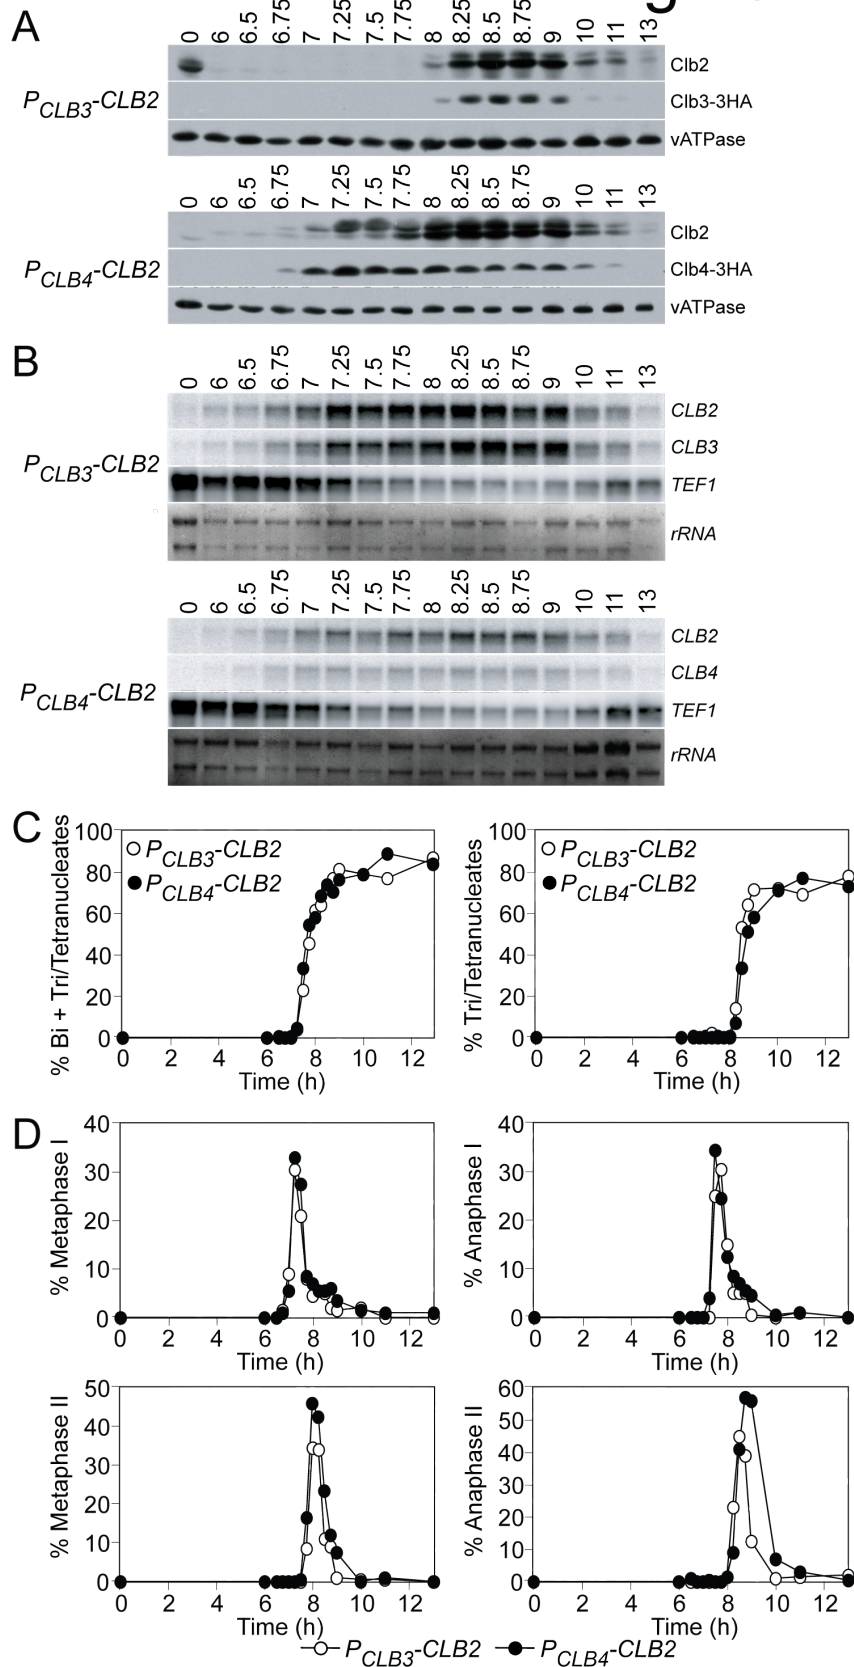 A
0 6 6.5 6.75 7 7.25 7.5 7.75 8 8.25 8.5 8.75 9 10 11 13
Clb2
PCLB3-CLB2
Clb3-3HA
vATPase
0 6 6.5 6.75 7 7.25 7.5 7.75 8 8.25 8.5 8.75 9 10 11 13
Clb2
PCLB4-CLB2
Clb4-3HA
vATPase
B
0 6 6.5 6.75 7 7.25 7.5 7.75 8 8.25 8.5 8.75 9 10 11 13
CLB2
PCLB3-CLB2
CLB3
TEF1
rRNA
0 6 6.5 6.75 7 7.25 7.5 7.75 8 8.25 8.5 8.75 9 10 11 13
CLB2
CLB4
PCLB4-CLB2
TEF1
rRNA
C
% Bi + Tri/Tetranucleates
100
80
60
40
20
0
PCLB3-CLB2
PCLB4-CLB2
0 2 4 6 8 10 12
Time (h)
% Tri/Tetranucleates
100
80
60
40
20
0
PCLB3-CLB2
PCLB4-CLB2
0 2 4 6 8 10 12
Time (h)
D
% Metaphase I
40
30
20
10
0
0 2 4 6 8 10 12
Time (h)
% Anaphase I
40
30
20
10
0
0 2 4 6 8 10 12
Time (h)
% Metaphase II
50
40
30
20
10
0
0 2 4 6 8 10 12
Time (h)
% Anaphase II
60
50
40
30
20
10
0
0 2 4 6 8 10 12
Time (h)
PCLB3-CLB2 PCLB4-CLB2